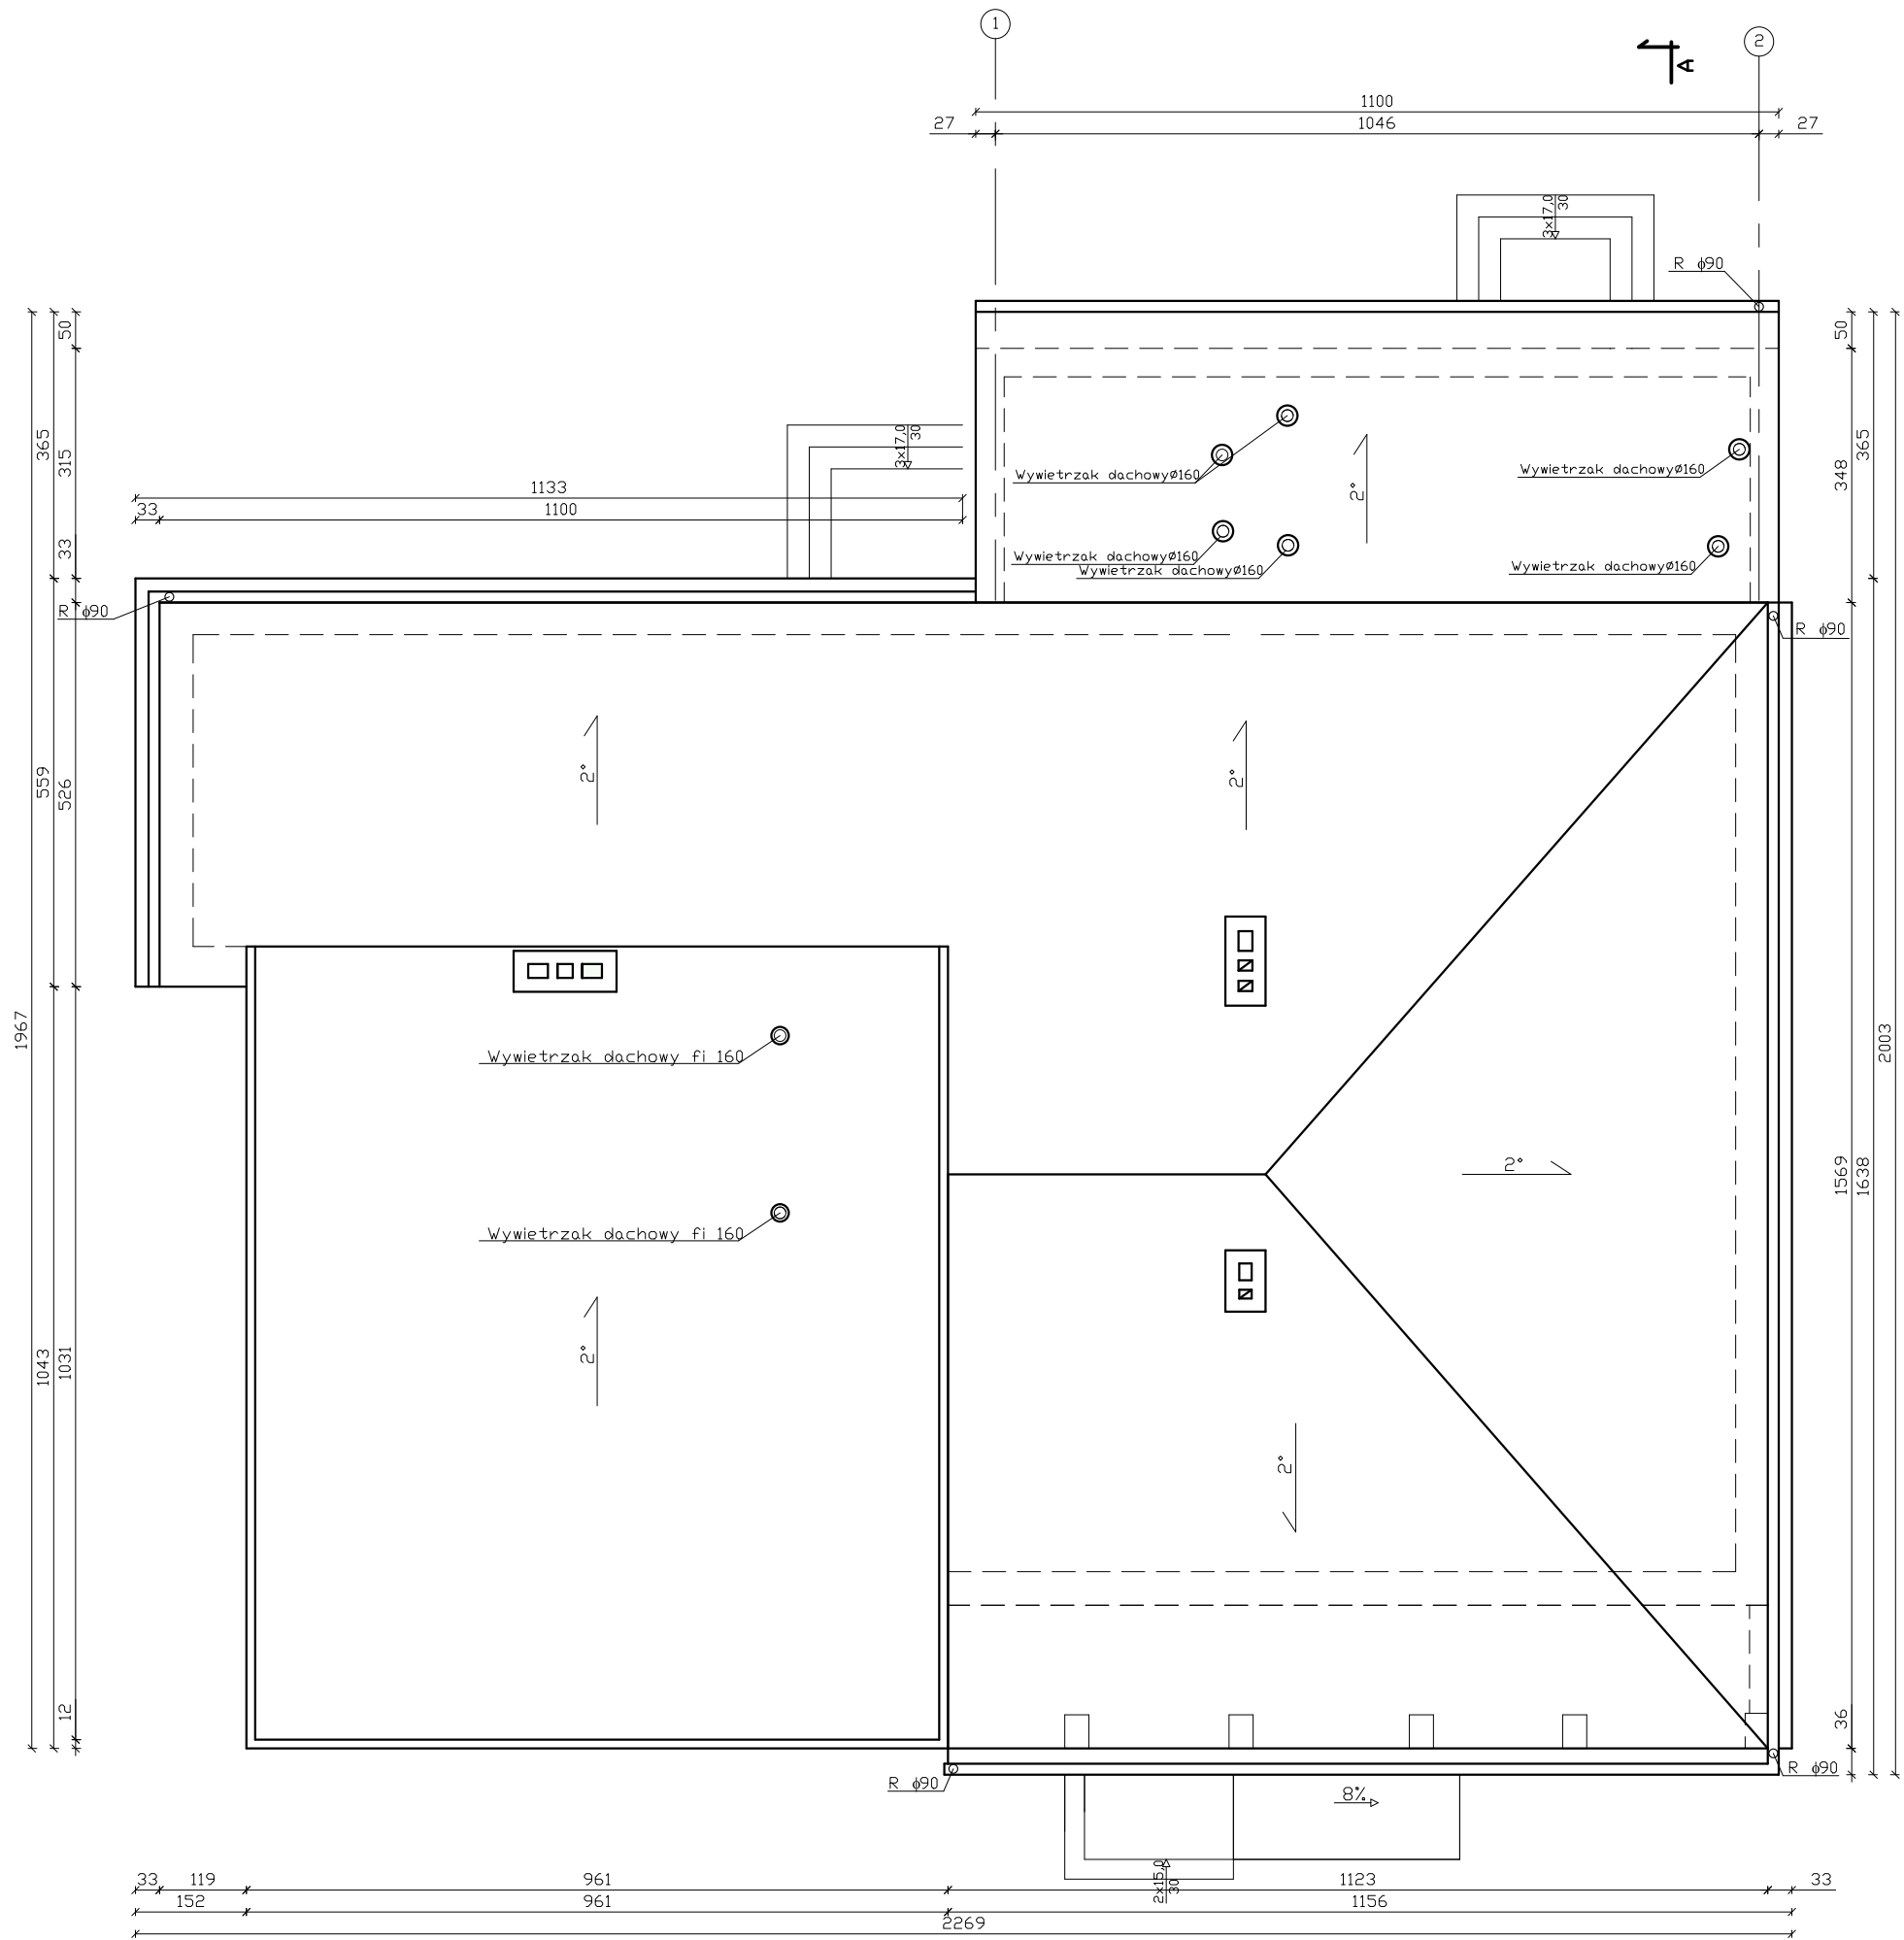 1
2
A
1100
27
1046
27
3x17,0
30
R ϕ90
50
50
365
315
365
348
3x17,0
30
Wywietrzak dachowyø160
Wywietrzak dachowyø160
2°
1133
33
1100
33
Wywietrzak dachowyø160
Wywietrzak dachowyø160
Wywietrzak dachowyø160
R ϕ90
R ϕ90
559
526
2°
2°
1967
2003
Wywietrzak dachowy fi 160
2°
1569
1638
Wywietrzak dachowy fi 160
1043
1031
2°
2°
12
36
R ϕ90
R ϕ90
8%
2x15,0
30
33
119
961
1123
33
152
961
1156
2269